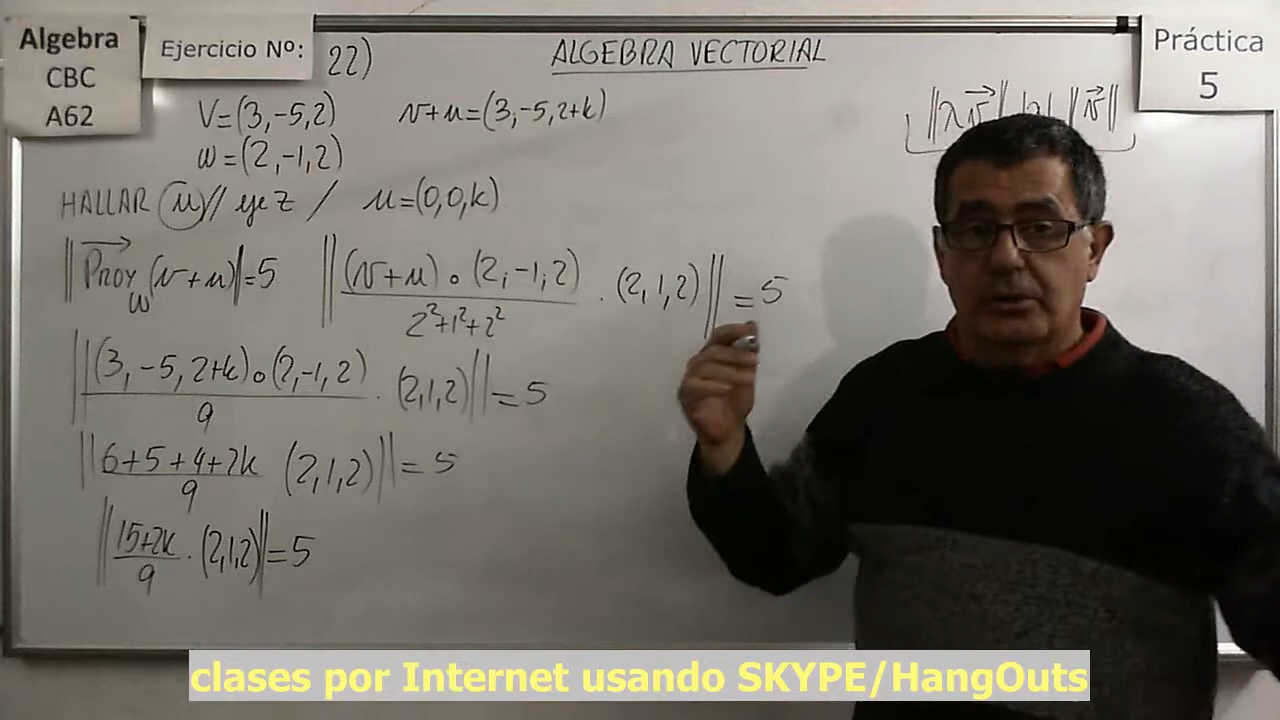 Algebra
CBC
A62
Ejercicio Nº: 22)
ALGEBRA VECTORIAL
Práctica
5
V=(3,-5,2) v+u=(3,-5,2+k)
w=(2,-1,2)
||λv|| |λ| ||v||
HALLAR u // eje z / u=(0,0,k)
||Proy w (v+u)||=5 ||(v+u)∘(2,-1,2) / 2²+1²+2² · (2,1,2)|| = 5
||(3,-5,2+k)∘(2,-1,2) / 9 · (2,1,2)|| = 5
||6+5+4+2k / 9 (2,1,2)|| = 5
||15+2k / 9 · (2,1,2)|| = 5
clases por Internet usando SKYPE/HangOuts